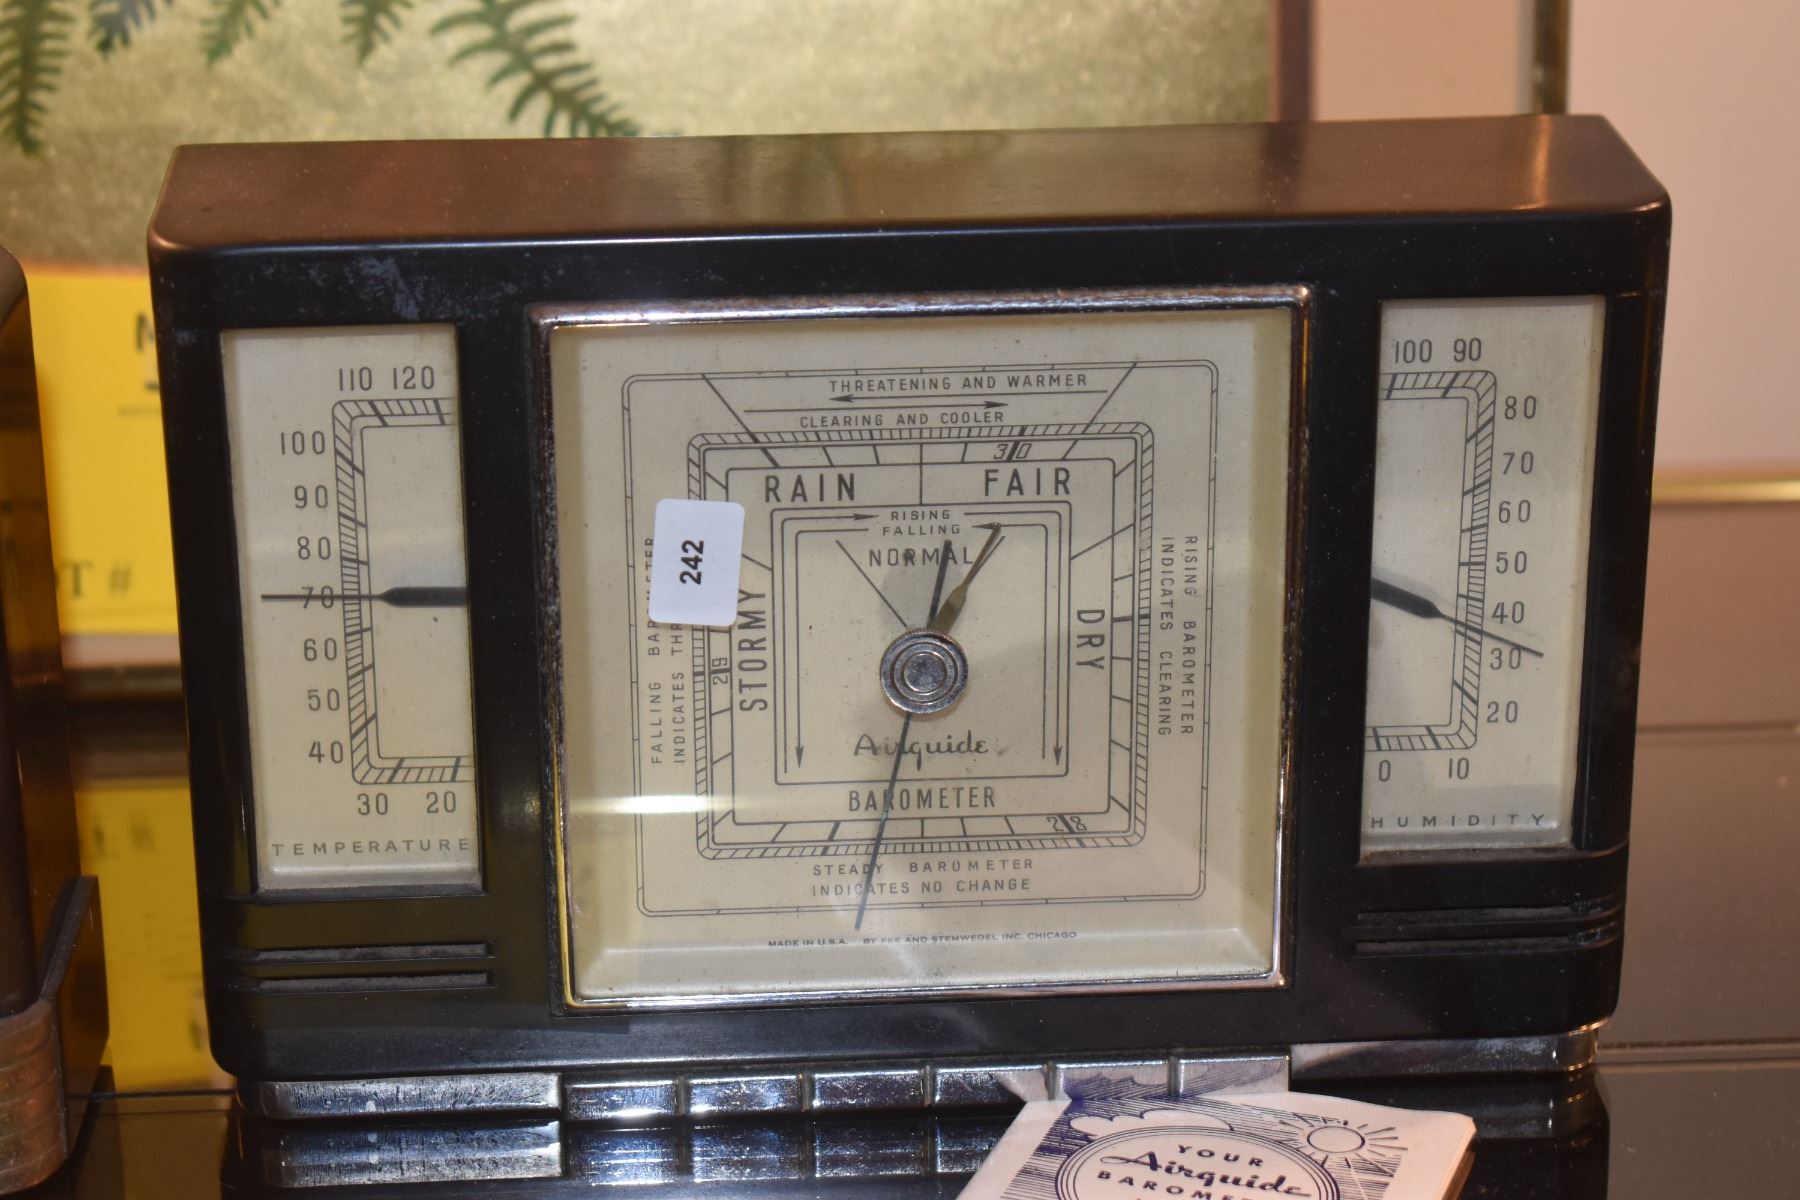 110 120
100
90
80
70
60
50
40
30 20
TEMPERATURE
THREATENING AND WARMER
CLEARING AND COOLER
30
RAIN FAIR
RISING
FALLING
NORMAL
242
STORMY
29
DRY
FALLING BAROMETER
INDICATES
RISING BAROMETER
INDICATES CLEARING
Airguide
BAROMETER
28
STEADY BAROMETER
INDICATES NO CHANGE
MADE IN U.S.A. BY FEE AND STEMWEDEL INC. CHICAGO
100 90
80
70
60
50
40
30
20
0 10
HUMIDITY
YOUR
Airguide